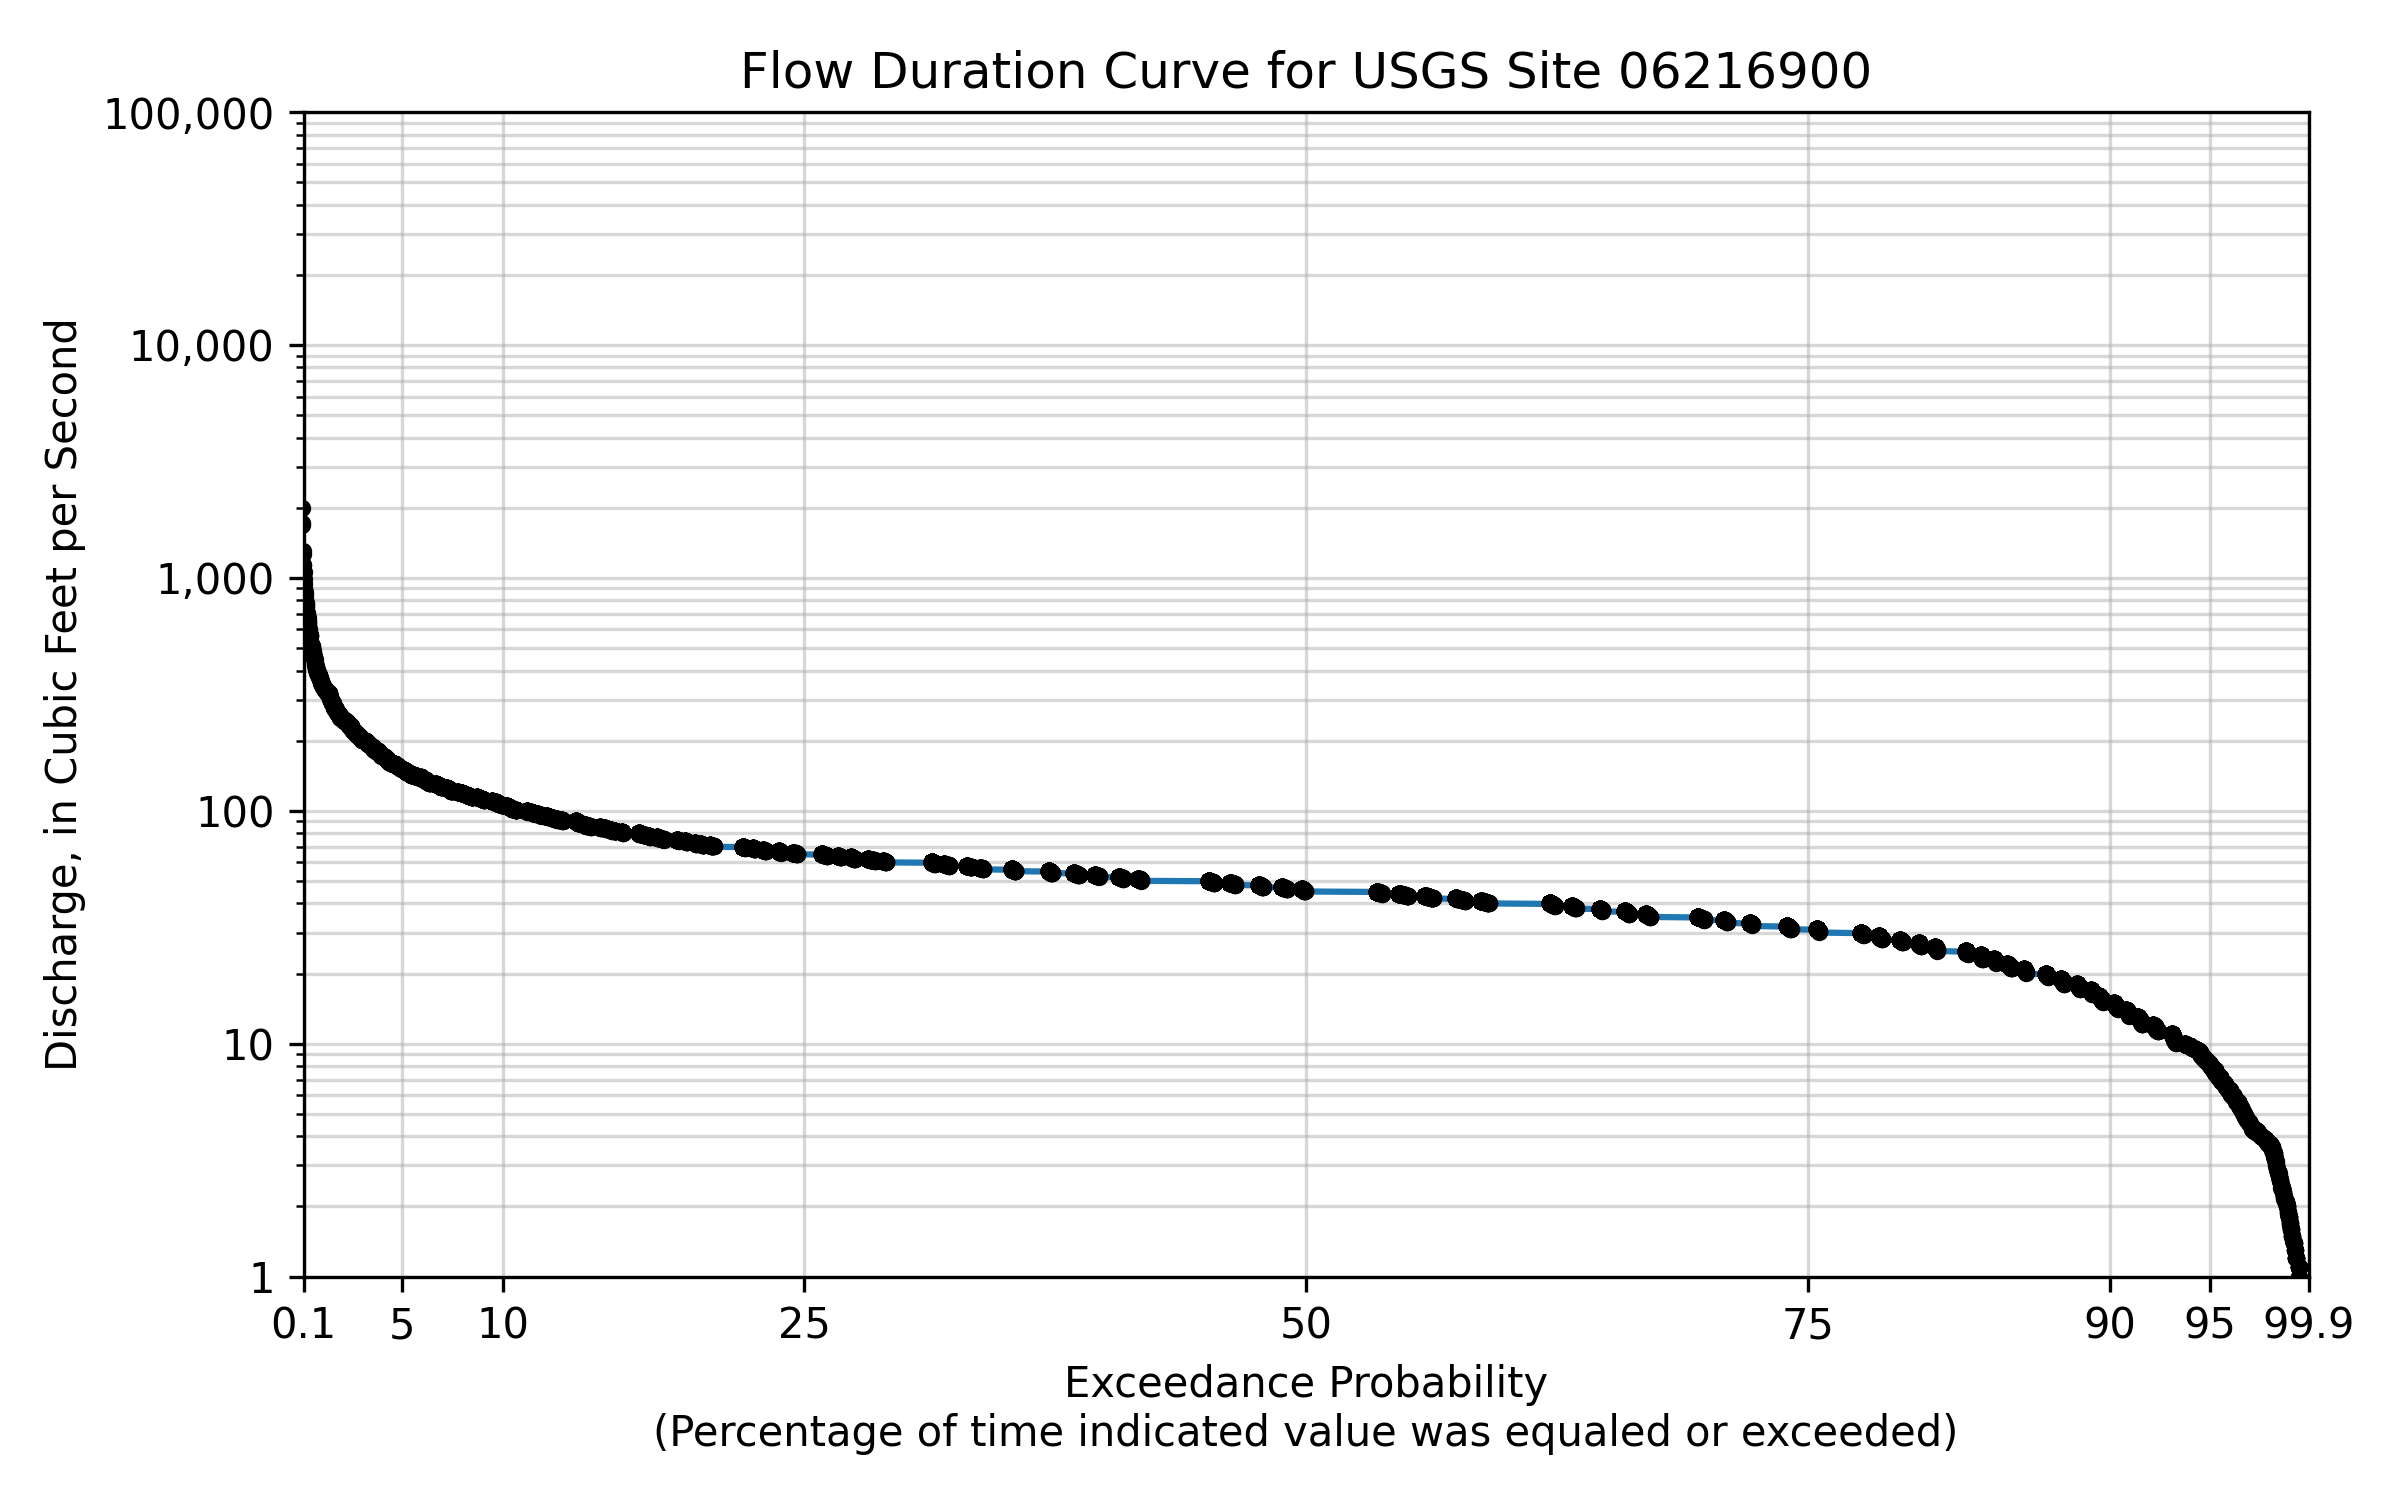 Flow Duration Curve for USGS Site 06216900
100,000
10,000
1,000
100
10
1
Discharge, in Cubic Feet per Second
0.1 5 10 25 50 75 90 95 99.9
Exceedance Probability
(Percentage of time indicated value was equaled or exceeded)